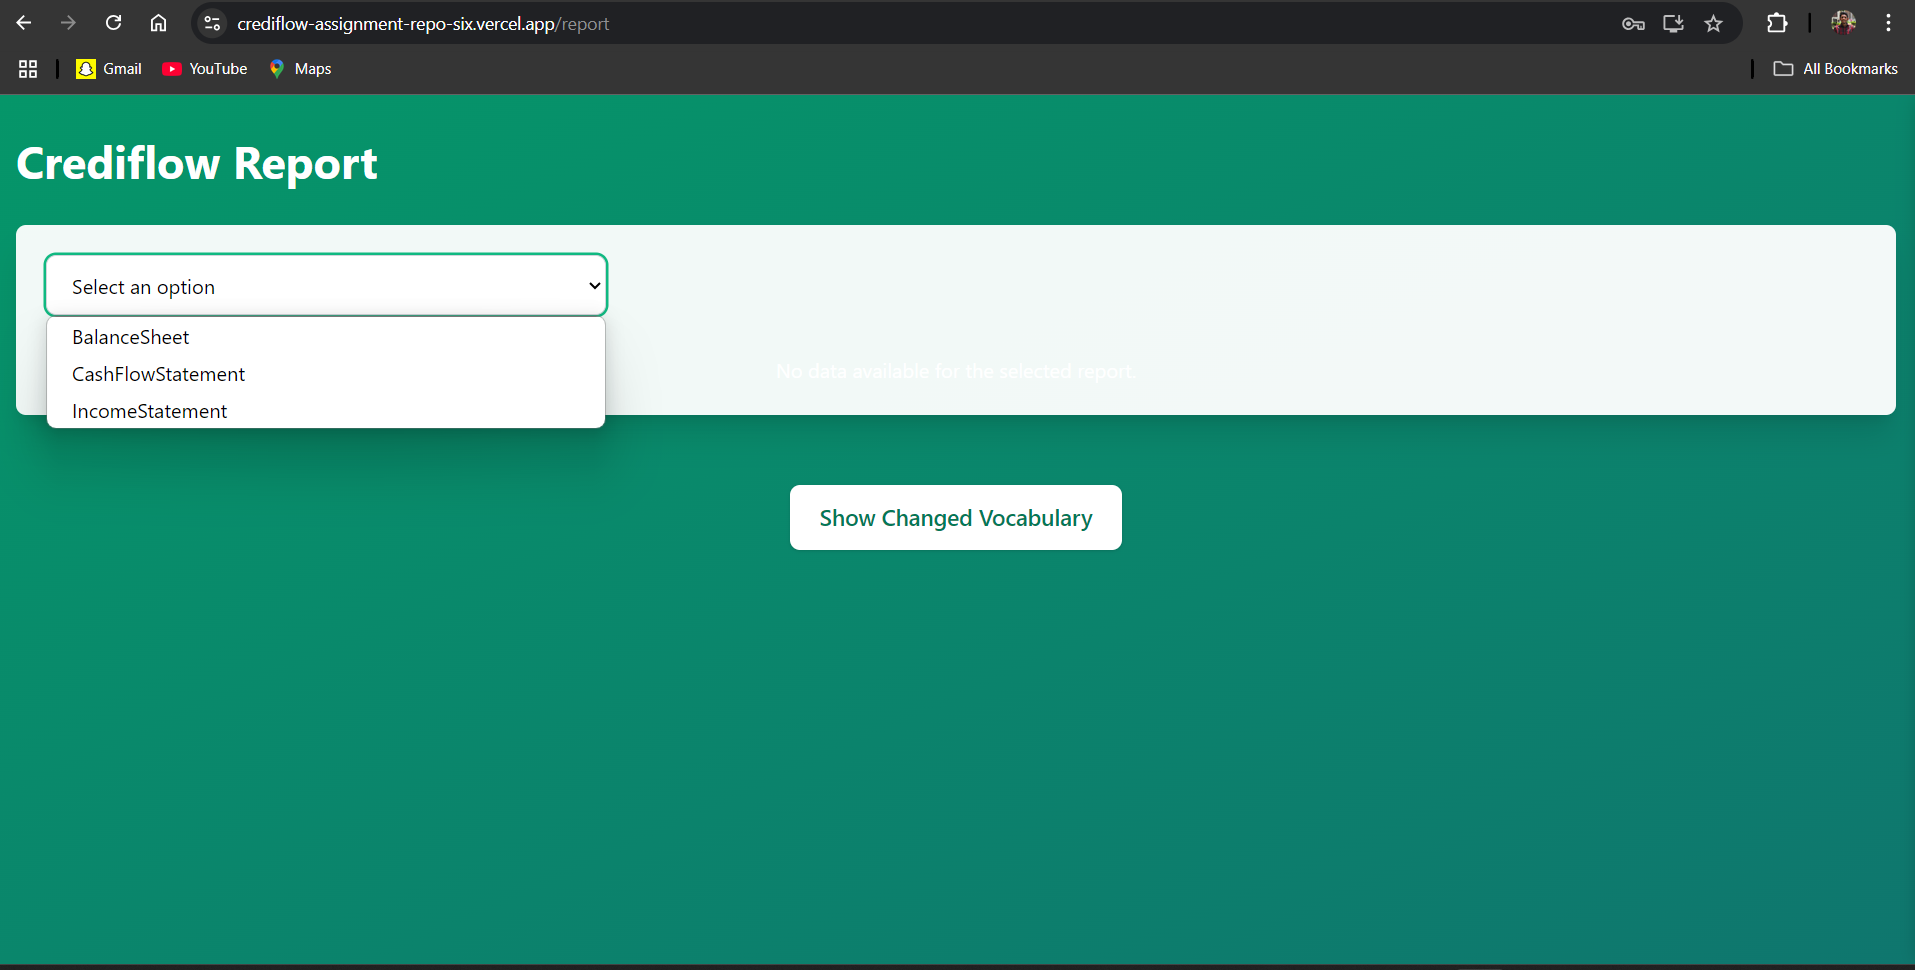 crediflow-assignment-repo-six.vercel.app/report
Gmail YouTube Maps All Bookmarks
Crediflow Report
Select an option
BalanceSheet
CashFlowStatement
IncomeStatement
No data available for the selected report.
Show Changed Vocabulary